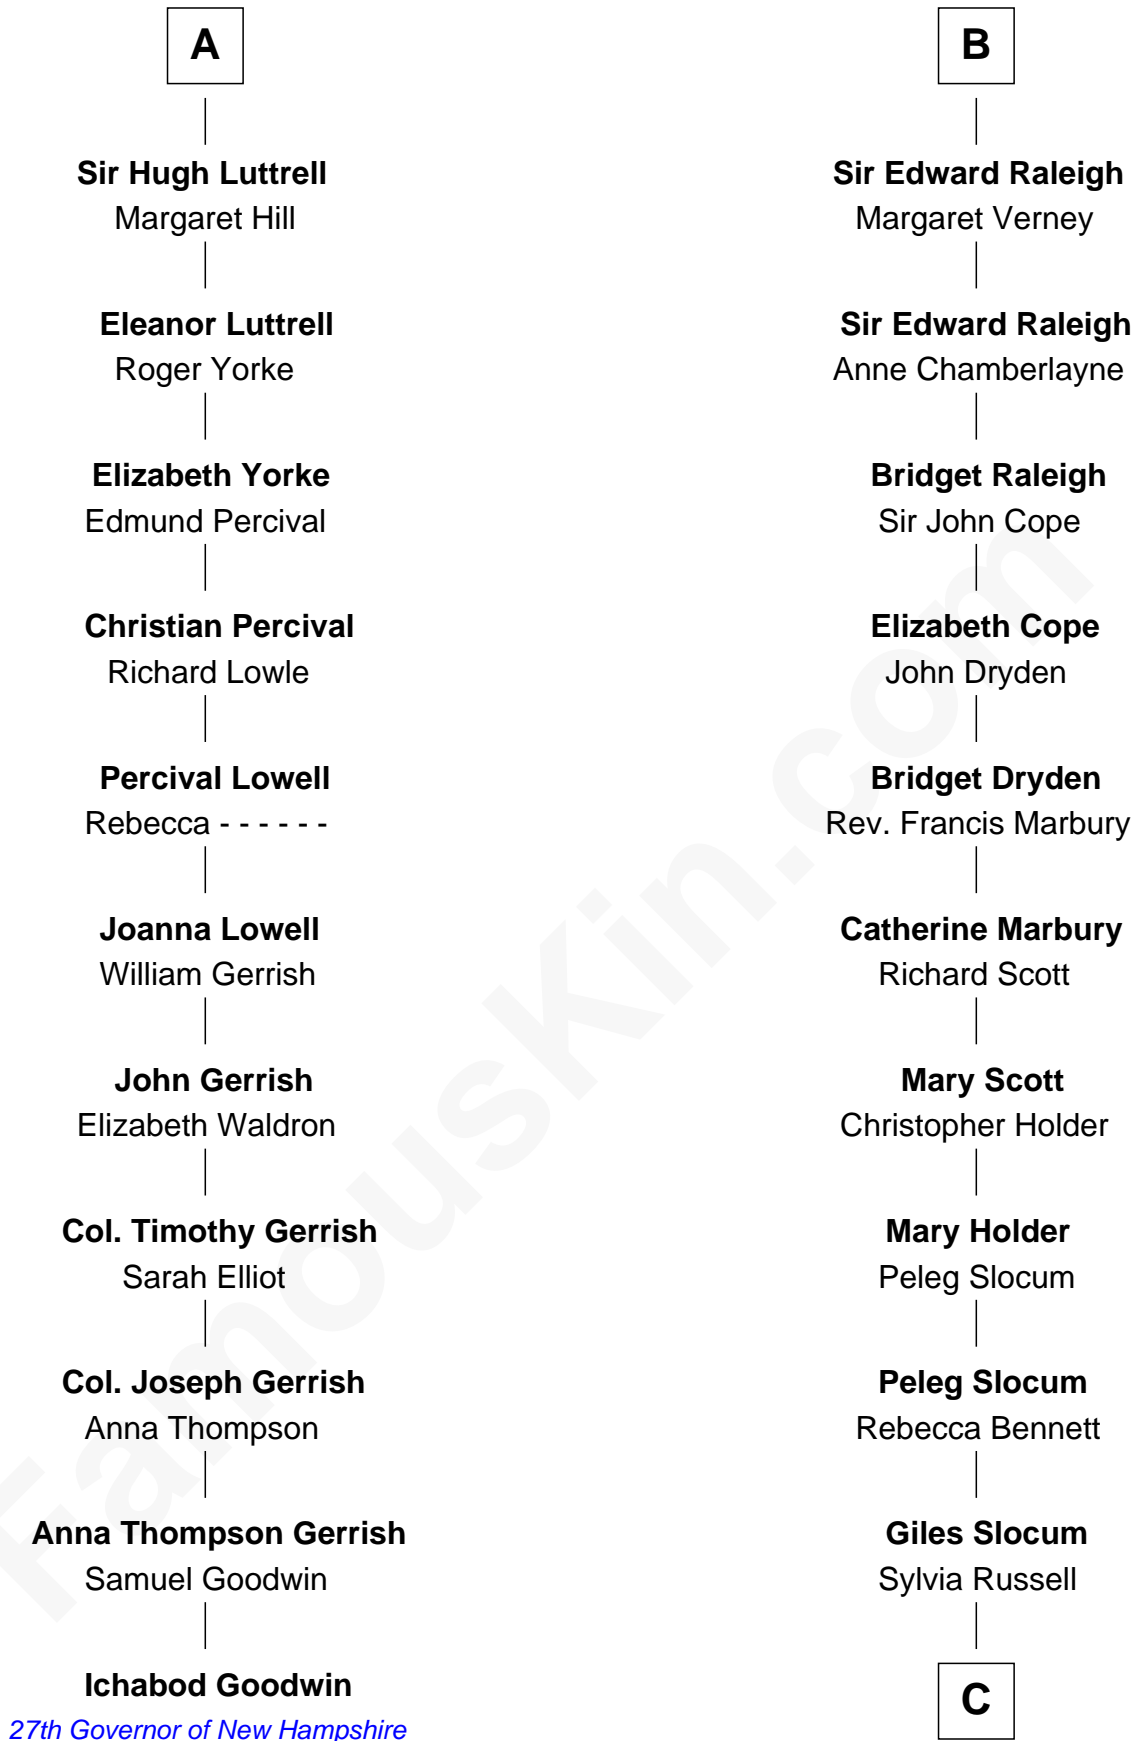 A
Sir Hugh Luttrell
Margaret Hill
Eleanor Luttrell
Roger Yorke
Elizabeth Yorke
Edmund Percival
Christian Percival
Richard Lowle
Percival Lowell
Rebecca - - - - - -
Joanna Lowell
William Gerrish
John Gerrish
Elizabeth Waldron
Col. Timothy Gerrish
Sarah Elliot
Col. Joseph Gerrish
Anna Thompson
Anna Thompson Gerrish
Samuel Goodwin
Ichabod Goodwin
27th Governor of New Hampshire
B
Sir Edward Raleigh
Margaret Verney
Sir Edward Raleigh
Anne Chamberlayne
Bridget Raleigh
Sir John Cope
Elizabeth Cope
John Dryden
Bridget Dryden
Rev. Francis Marbury
Catherine Marbury
Richard Scott
Mary Scott
Christopher Holder
Mary Holder
Peleg Slocum
Peleg Slocum
Rebecca Bennett
Giles Slocum
Sylvia Russell
C
FamousKin.com